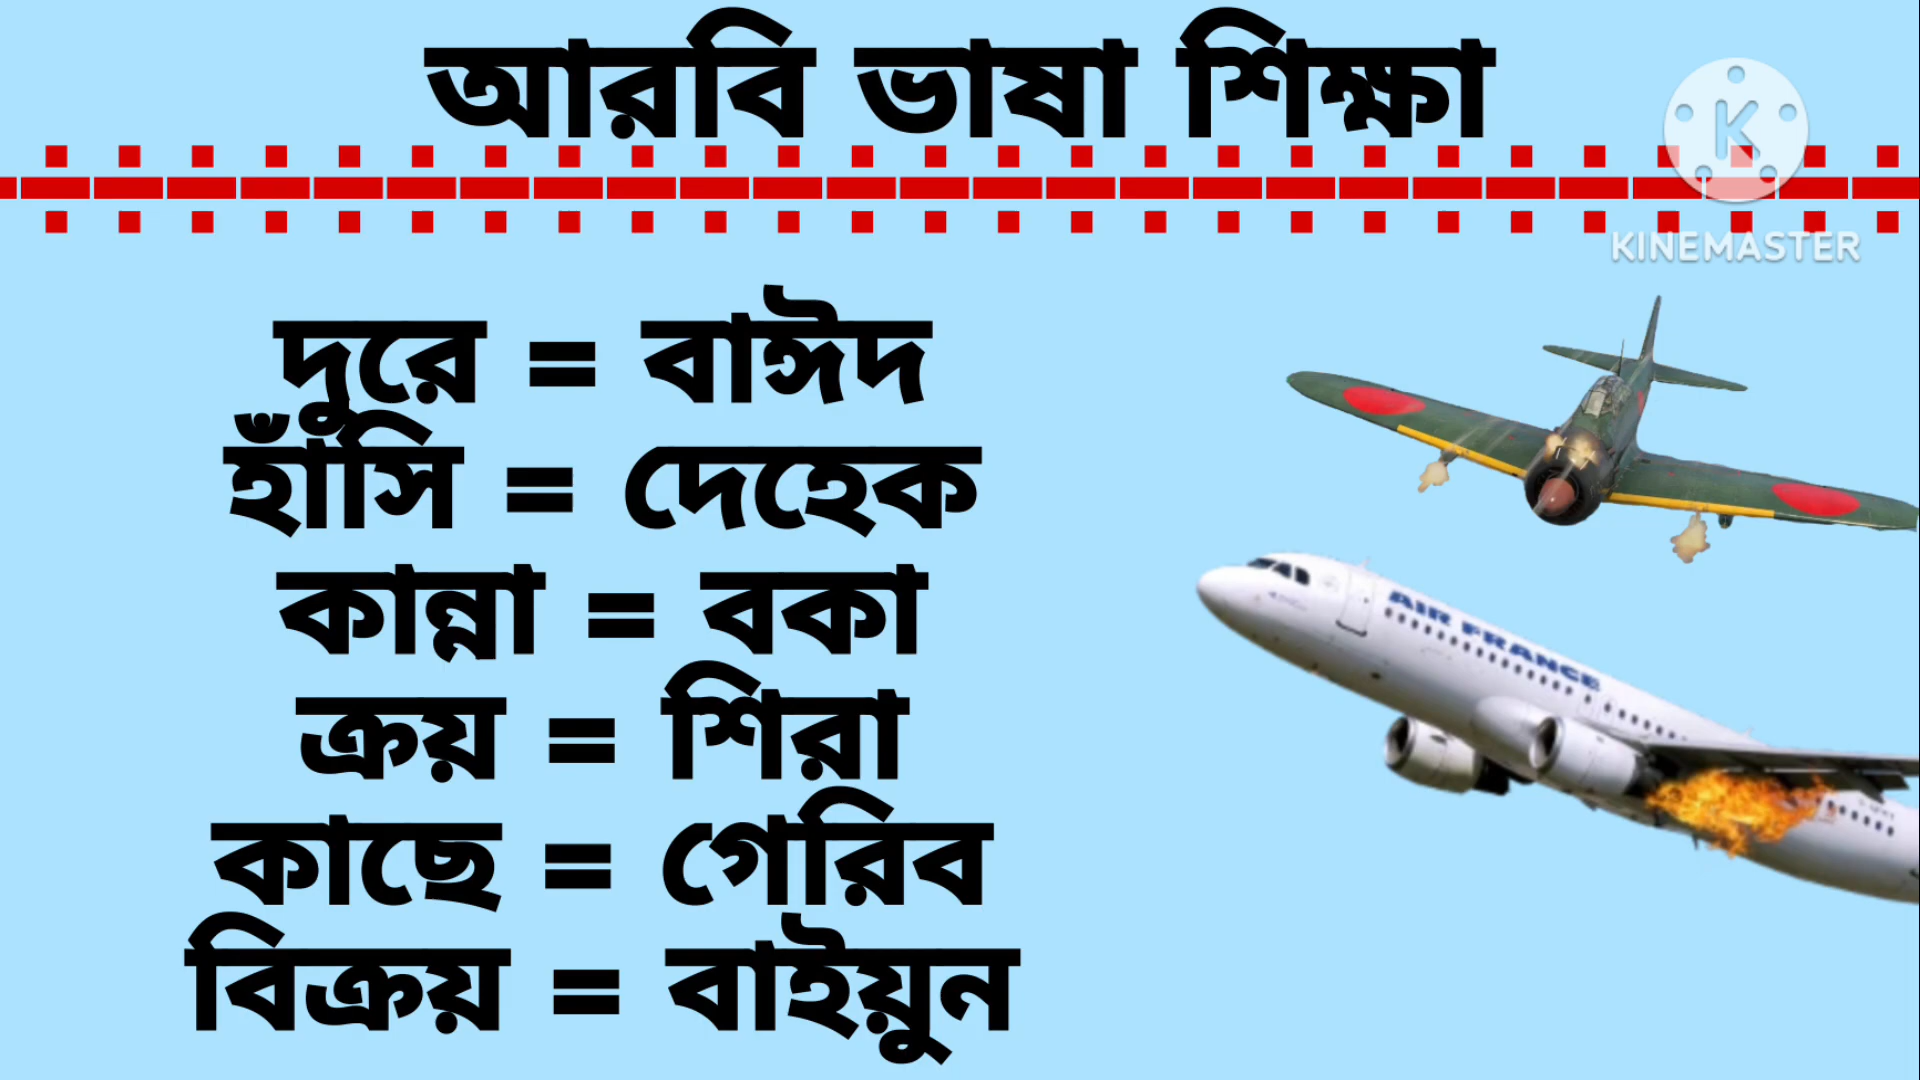 আরবি ভাষা শিক্ষা
KINEMASTER
দুরে = বাঈদ
হাঁসি = দেহেক
কান্না = বকা
ক্রয় = শিরা
কাছে = গেরিব
বিক্রয় = বাইয়ুন
AIR FRANCE